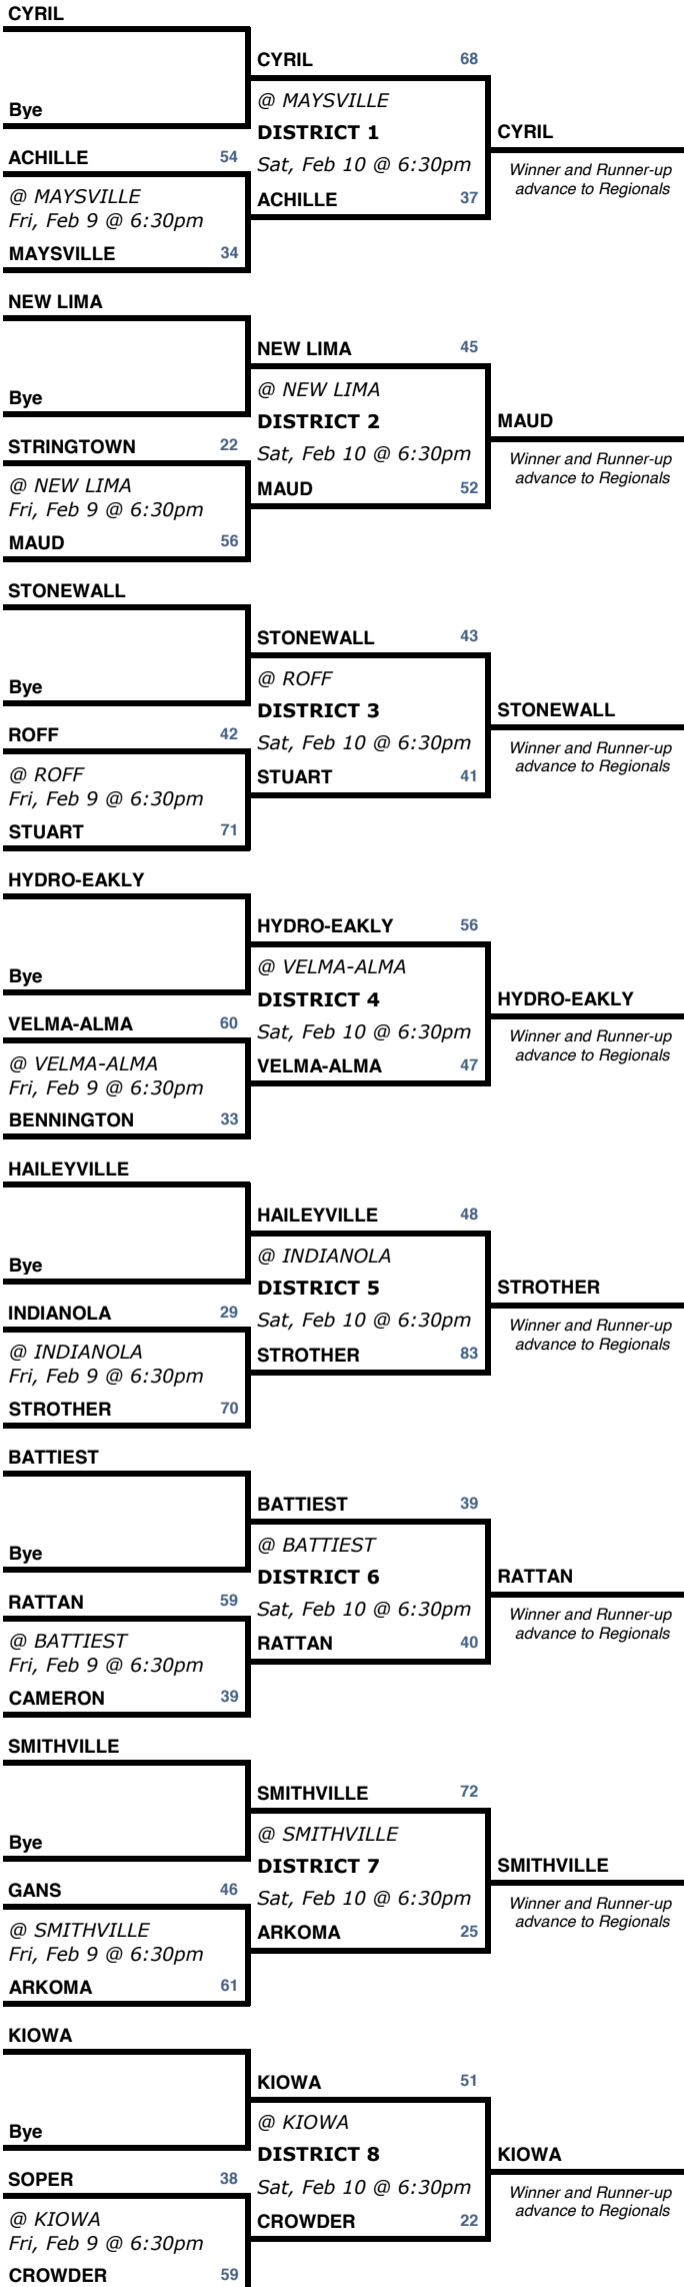 CYRIL
CYRIL 68
@ MAYSVILLE
Bye
DISTRICT 1
CYRIL
ACHILLE 54
Sat, Feb 10 @ 6:30pm
Winner and Runner-up
advance to Regionals
@ MAYSVILLE
ACHILLE 37
Fri, Feb 9 @ 6:30pm
MAYSVILLE 34
NEW LIMA
NEW LIMA 45
@ NEW LIMA
Bye
DISTRICT 2
MAUD
STRINGTOWN 22
Sat, Feb 10 @ 6:30pm
Winner and Runner-up
advance to Regionals
@ NEW LIMA
MAUD 52
Fri, Feb 9 @ 6:30pm
MAUD 56
STONEWALL
STONEWALL 43
@ ROFF
Bye
DISTRICT 3
STONEWALL
ROFF 42
Sat, Feb 10 @ 6:30pm
Winner and Runner-up
advance to Regionals
@ ROFF
STUART 41
Fri, Feb 9 @ 6:30pm
STUART 71
HYDRO-EAKLY
HYDRO-EAKLY 56
@ VELMA-ALMA
Bye
DISTRICT 4
HYDRO-EAKLY
VELMA-ALMA 60
Sat, Feb 10 @ 6:30pm
Winner and Runner-up
advance to Regionals
@ VELMA-ALMA
VELMA-ALMA 47
Fri, Feb 9 @ 6:30pm
BENNINGTON 33
HAILEYVILLE
HAILEYVILLE 48
@ INDIANOLA
Bye
DISTRICT 5
STROTHER
INDIANOLA 29
Sat, Feb 10 @ 6:30pm
Winner and Runner-up
advance to Regionals
@ INDIANOLA
STROTHER 83
Fri, Feb 9 @ 6:30pm
STROTHER 70
BATTIEST
BATTIEST 39
@ BATTIEST
Bye
DISTRICT 6
RATTAN
RATTAN 59
Sat, Feb 10 @ 6:30pm
Winner and Runner-up
advance to Regionals
@ BATTIEST
RATTAN 40
Fri, Feb 9 @ 6:30pm
CAMERON 39
SMITHVILLE
SMITHVILLE 72
@ SMITHVILLE
Bye
DISTRICT 7
SMITHVILLE
GANS 46
Sat, Feb 10 @ 6:30pm
Winner and Runner-up
advance to Regionals
@ SMITHVILLE
ARKOMA 25
Fri, Feb 9 @ 6:30pm
ARKOMA 61
KIOWA
KIOWA 51
@ KIOWA
Bye
DISTRICT 8
KIOWA
SOPER 38
Sat, Feb 10 @ 6:30pm
Winner and Runner-up
advance to Regionals
@ KIOWA
CROWDER 22
Fri, Feb 9 @ 6:30pm
CROWDER 59